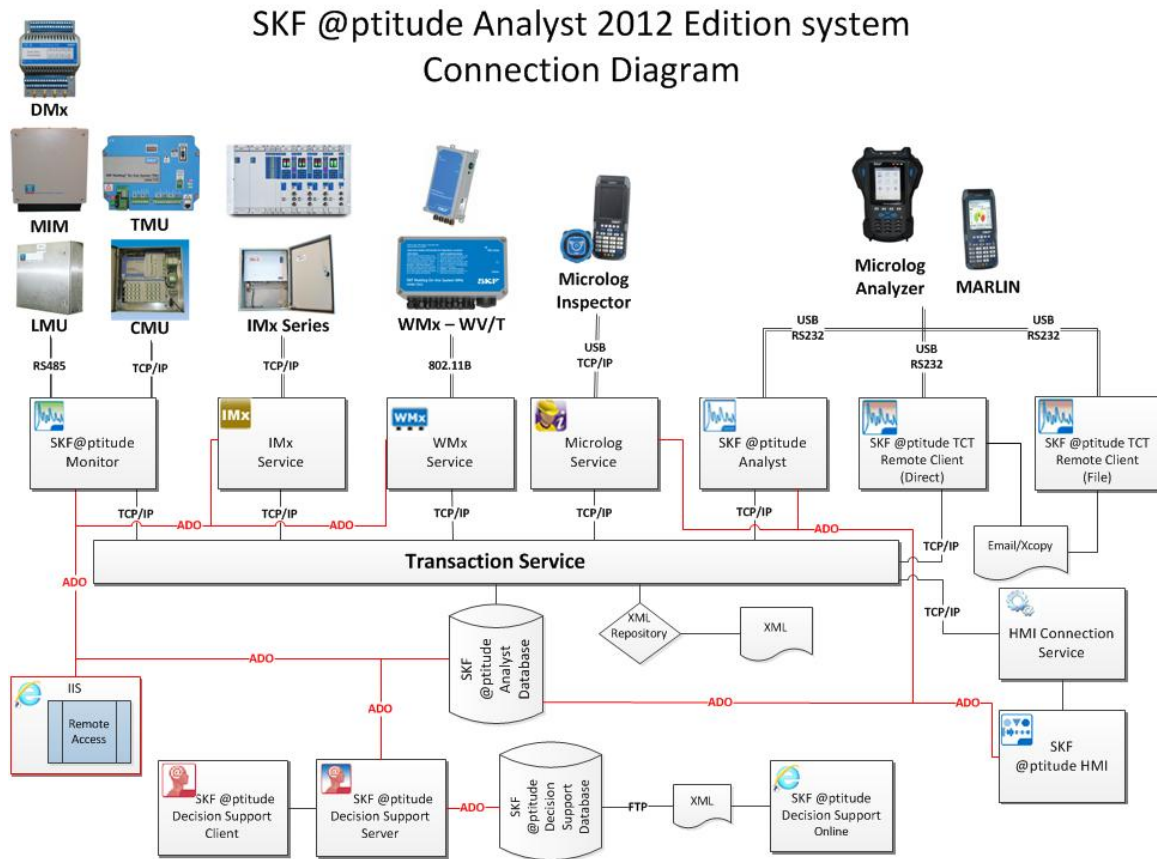 SKF @ptitude Analyst 2012 Edition system
Connection Diagram
DMx
MIM
TMU
LMU
CMU
IMx Series
WMx – WV/T
Microlog
Inspector
Microlog
Analyzer
MARLIN
RS485
TCP/IP
TCP/IP
802.11B
USB
TCP/IP
USB
RS232
USB
RS232
USB
RS232
SKF@ptitude
Monitor
IMx
IMx
Service
WMx
WMx
Service
Microlog
Service
SKF @ptitude
Analyst
SKF @ptitude TCT
Remote Client
(Direct)
SKF @ptitude TCT
Remote Client
(File)
TCP/IP
ADO
TCP/IP
ADO
TCP/IP
TCP/IP
ADO
TCP/IP
TCP/IP
Email/Xcopy
Transaction Service
ADO
TCP/IP
XML
Repository
XML
HMI Connection
Service
ADO
SKF
@ptitude
Analyst
Database
IIS
Remote
Access
ADO
ADO
ADO
SKF
@ptitude HMI
SKF @ptitude
Decision Support
Client
SKF @ptitude
Decision Support
Server
ADO
SKF
@ptitude
Decision
Support
Database
FTP
XML
SKF @ptitude
Decision Support
Online